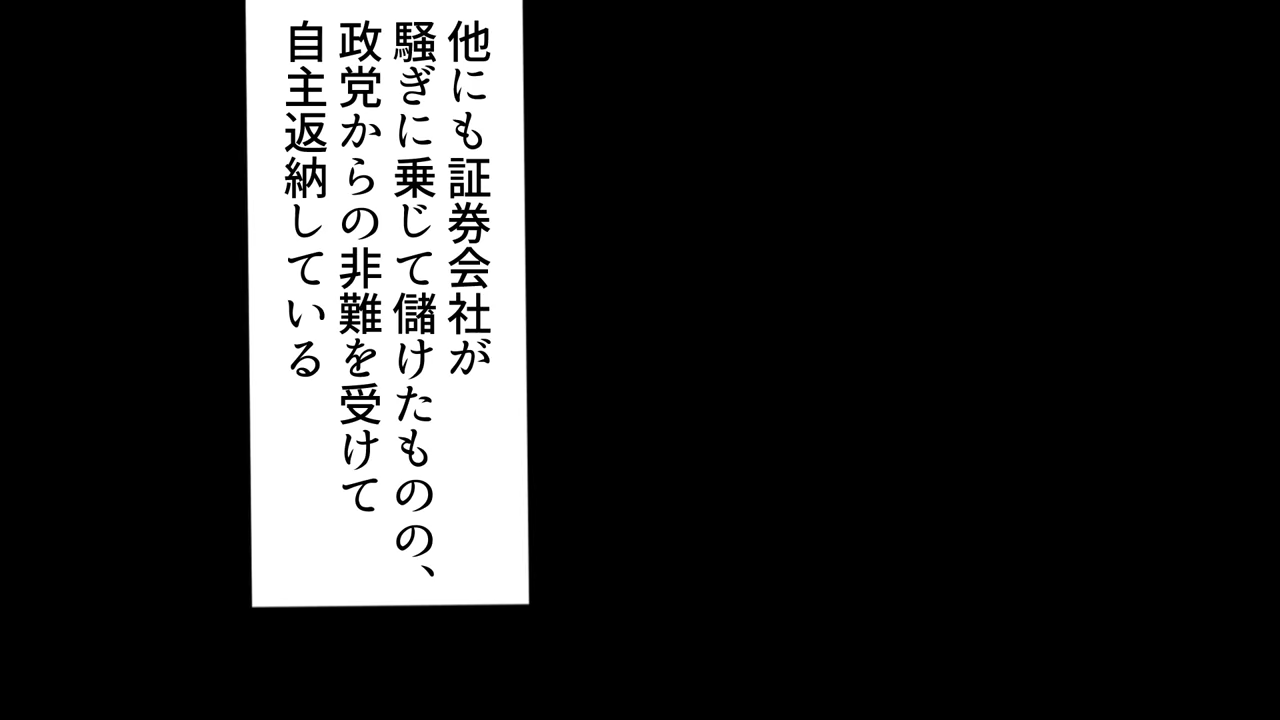 他にも証券会社が
騒ぎに乗じて儲けたものの、
政党からの非難を受けて
自主返納している